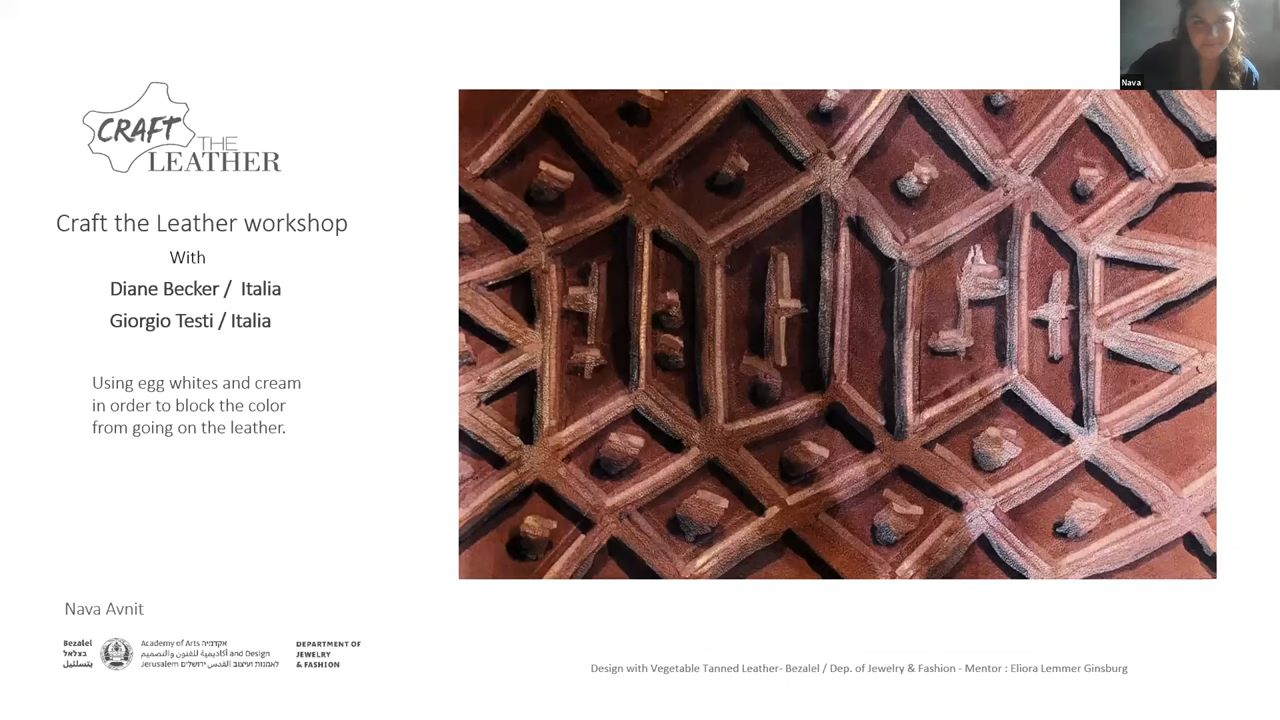 Nava
CRAFT
THE
LEATHER
Craft the Leather workshop
With
Diane Becker / Italia
Giorgio Testi / Italia
Using egg whites and cream
in order to block the color
from going on the leather.
Nava Avnit
Bezalel
בצלאל
بتسلئيل
Academy of Arts אקדמיה
and Design לאמנות ועיצוב
Jerusalem ירושלים القدس
DEPARTMENT OF
JEWELRY
& FASHION
Design with Vegetable Tanned Leather- Bezalel / Dep. of Jewelry & Fashion - Mentor : Eliora Lemmer Ginsburg